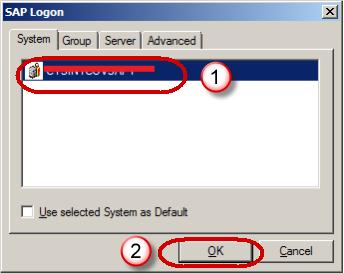 SAP Logon
System Group Server Advanced
1
Use selected System as Default
2 OK Cancel